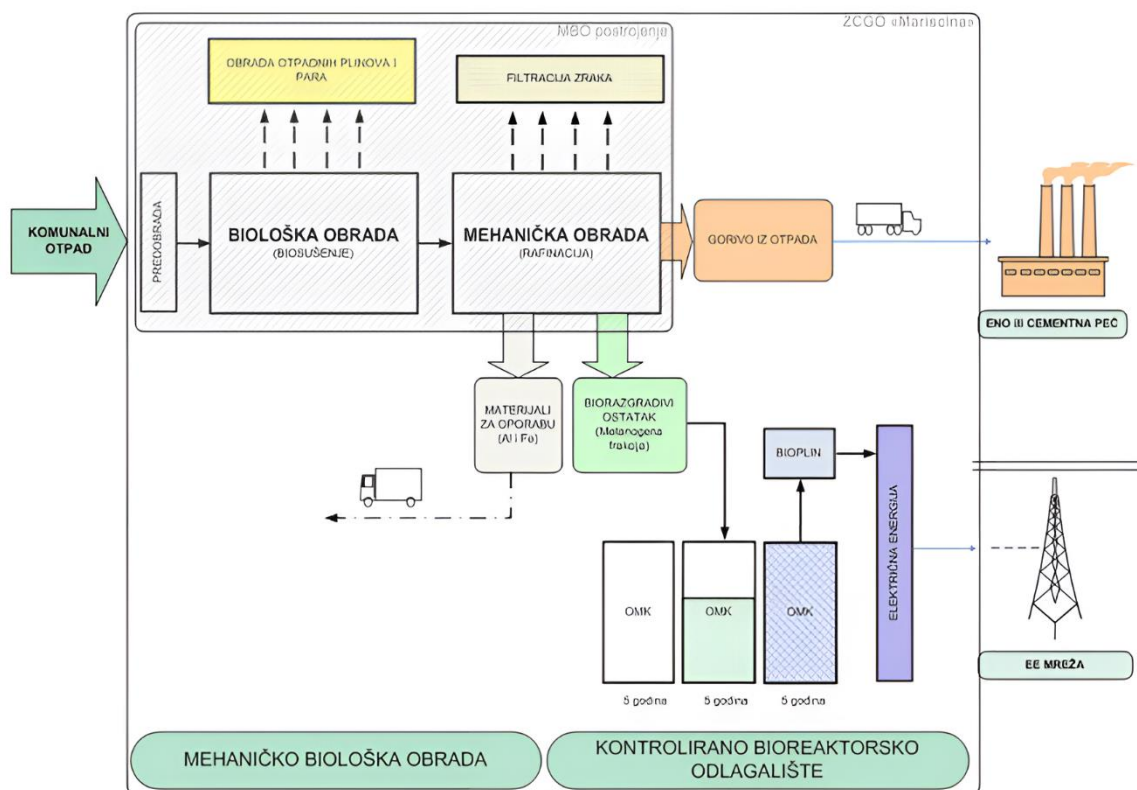 ŽCGO «Marišćina»
MBO postrojenje
OBRADA OTPADNIH PLINOVA I
PARA
FILTRACIJA ZRAKA
KOMUNALNI
OTPAD
PREDOBRADA
BIOLOŠKA OBRADA
(BIOSUŠENJE)
MEHANIČKA OBRADA
(RAFINACIJA)
GORIVO IZ OTPADA
ENO ili CEMENTNA PEĆ
MATERIJALI
ZA OPORABU
(Al i Fe)
BIORAZGRADIVI
OSTATAK
(Metanogena
frakcija)
BIOPLIN
ELEKTRIČNA ENERGIJA
OMK
OMK
OMK
5 godina
5 godina
5 godina
EE MREŽA
MEHANIČKO BIOLOŠKA OBRADA
KONTROLIRANO BIOREAKTORSKO
ODLAGALIŠTE